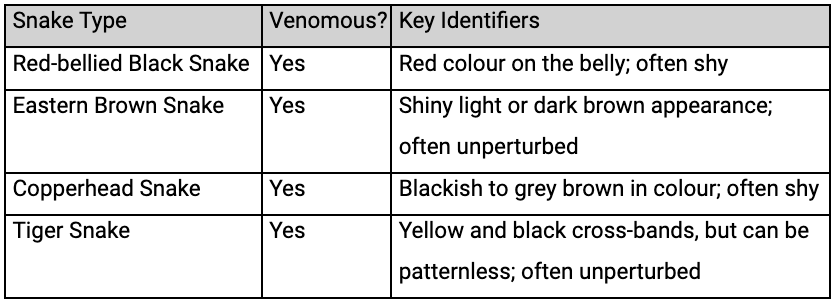 Snake Type Venomous? Key Identifiers
Red-bellied Black Snake Yes Red colour on the belly; often shy
Eastern Brown Snake Yes Shiny light or dark brown appearance;
often unperturbed
Copperhead Snake Yes Blackish to grey brown in colour; often shy
Tiger Snake Yes Yellow and black cross-bands, but can be
patternless; often unperturbed